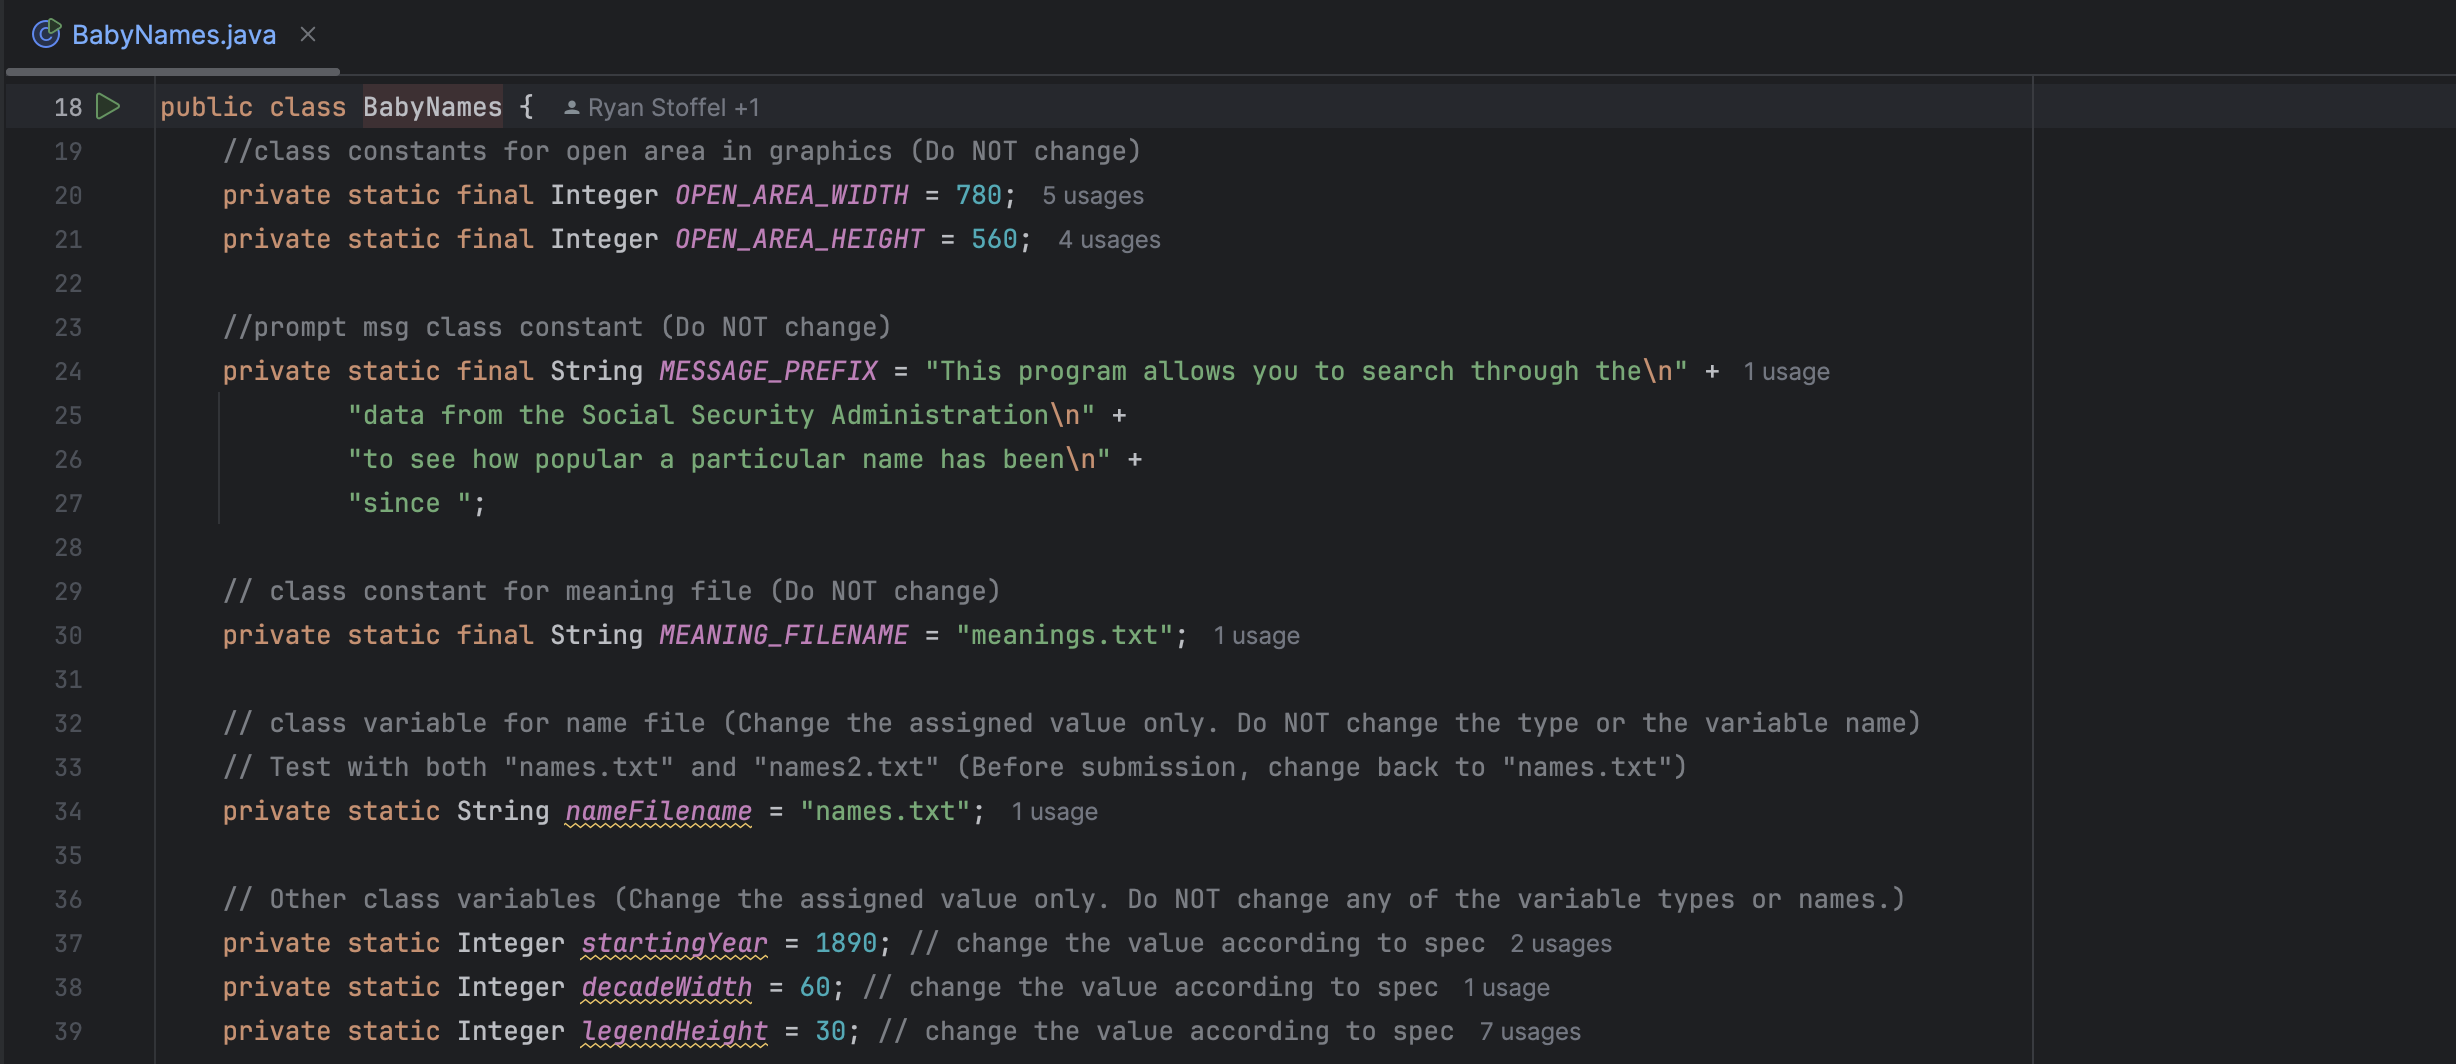 BabyNames.java
18 public class BabyNames { Ryan Stoffel +1
19 //class constants for open area in graphics (Do NOT change)
20 private static final Integer OPEN_AREA_WIDTH = 780; 5 usages
21 private static final Integer OPEN_AREA_HEIGHT = 560; 4 usages
22
23 //prompt msg class constant (Do NOT change)
24 private static final String MESSAGE_PREFIX = "This program allows you to search through the\n" + 1 usage
25 "data from the Social Security Administration\n" +
26 "to see how popular a particular name has been\n" +
27 "since ";
28
29 // class constant for meaning file (Do NOT change)
30 private static final String MEANING_FILENAME = "meanings.txt"; 1 usage
31
32 // class variable for name file (Change the assigned value only. Do NOT change the type or the variable name)
33 // Test with both "names.txt" and "names2.txt" (Before submission, change back to "names.txt")
34 private static String nameFilename = "names.txt"; 1 usage
35
36 // Other class variables (Change the assigned value only. Do NOT change any of the variable types or names.)
37 private static Integer startingYear = 1890; // change the value according to spec 2 usages
38 private static Integer decadeWidth = 60; // change the value according to spec 1 usage
39 private static Integer legendHeight = 30; // change the value according to spec 7 usages